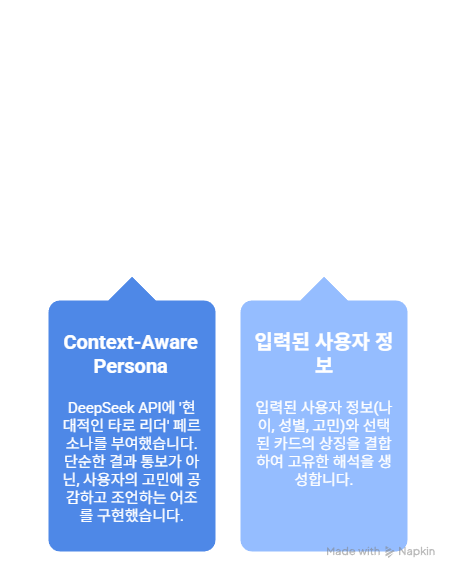 Context-Aware
Persona
DeepSeek API에 '현
대적인 타로 리더' 페르
소나를 부여했습니다.
단순한 결과 통보가 아
닌, 사용자의 고민에 공
감하고 조언하는 어조
를 구현했습니다.
입력된 사용자 정
보
입력된 사용자 정보(나
이, 성별, 고민)와 선택
된 카드의 상징을 결합
하여 고유한 해석을 생
성합니다.
Made with Napkin